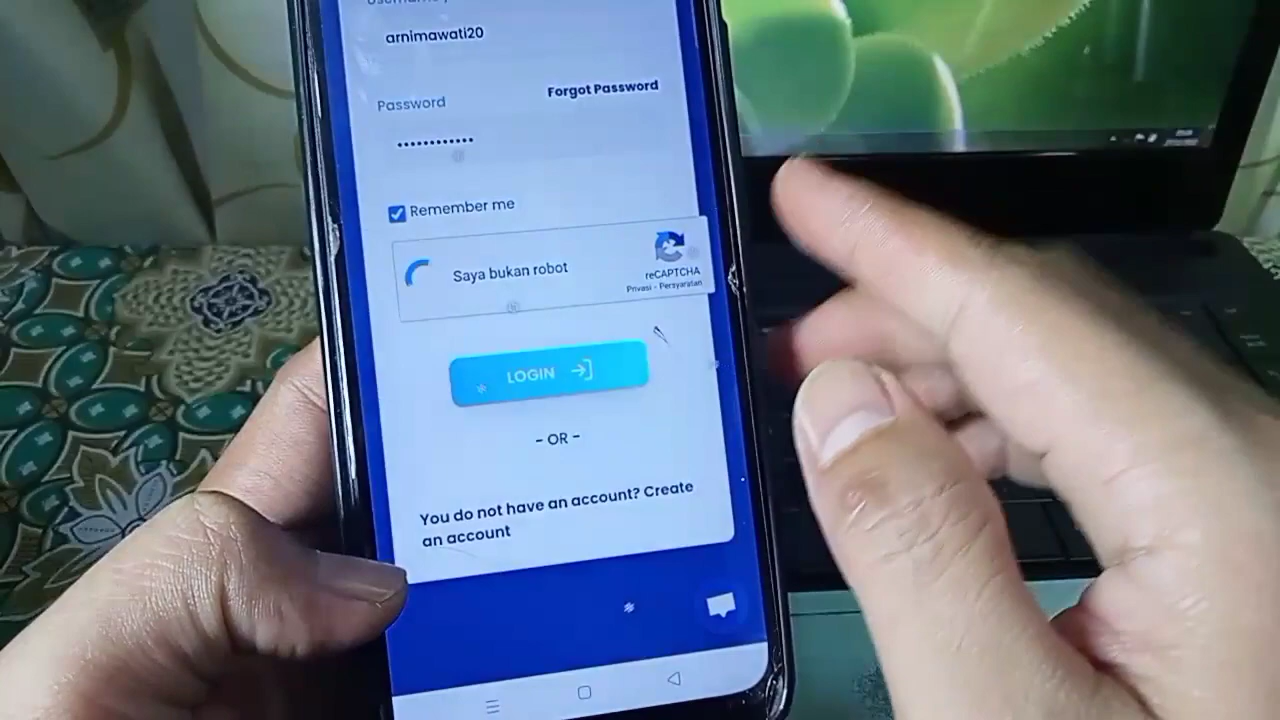 arnimawati20
Forgot Password
Password
••••••••••••
Remember me
Saya bukan robot
reCAPTCHA
Privasi - Persyaratan
LOGIN
- OR -
You do not have an account? Create
an account